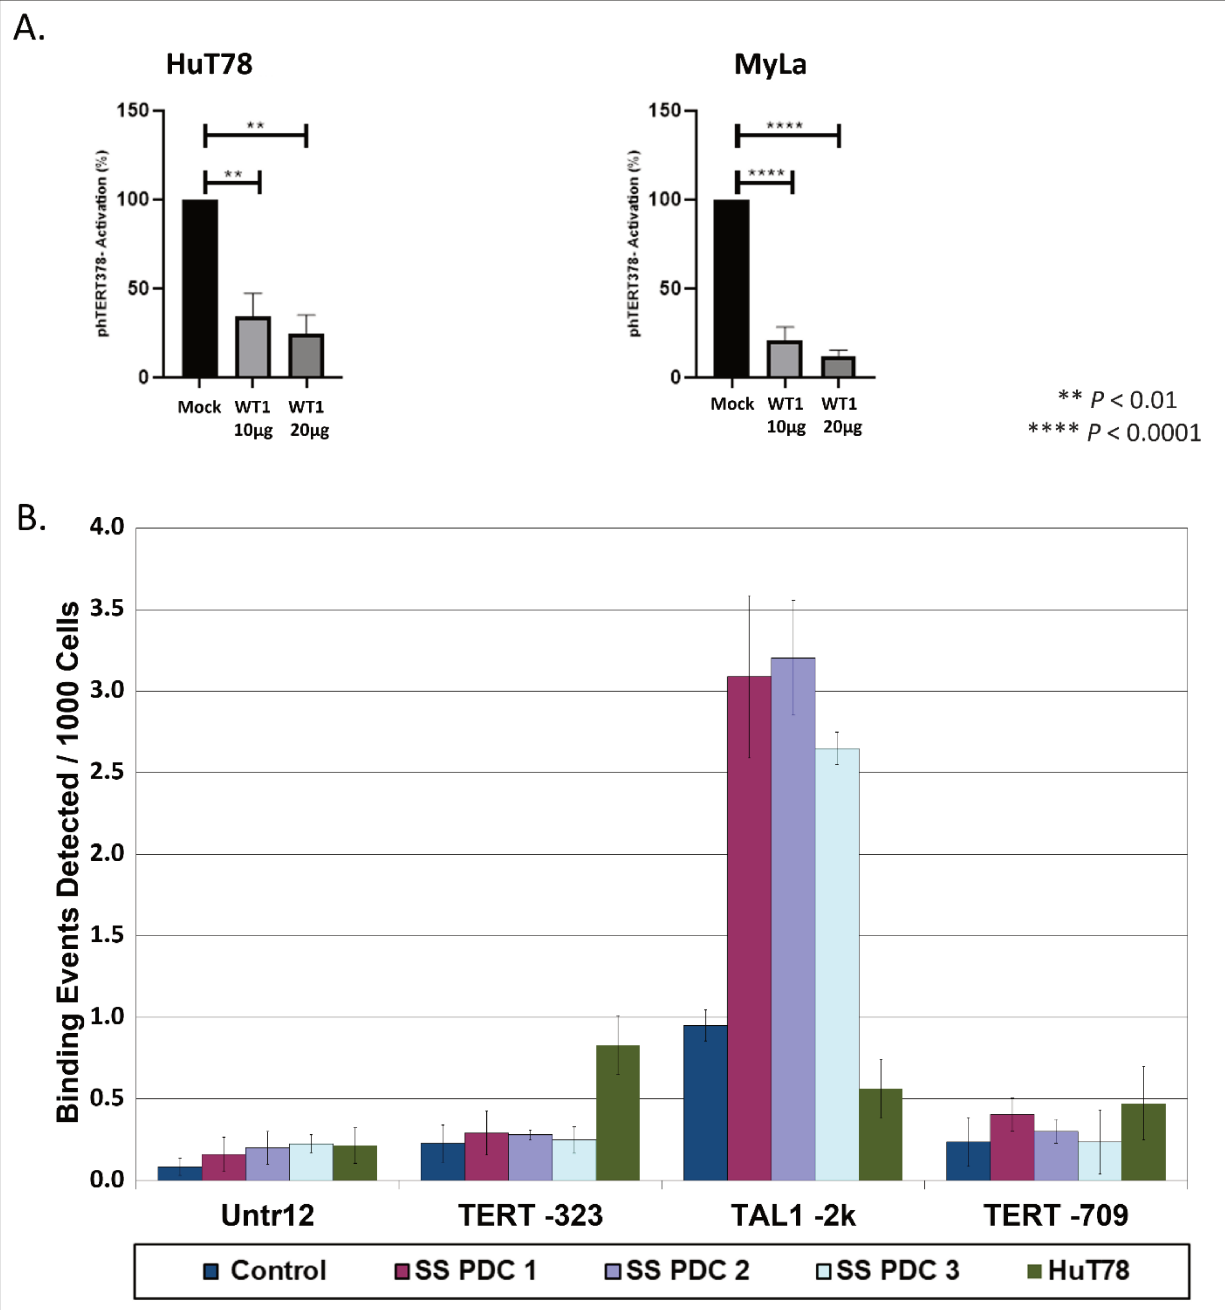 A.
HuT78
MyLa
phTERT378- Activation (%)
150
100
50
0
**
**
Mock
WT1
10µg
WT1
20µg
phTERT378- Activation (%)
150
100
50
0
****
****
Mock
WT1
10µg
WT1
20µg
** P < 0.01
**** P < 0.0001
B.
Binding Events Detected / 1000 Cells
4.0
3.5
3.0
2.5
2.0
1.5
1.0
0.5
0.0
Untr12
TERT -323
TAL1 -2k
TERT -709
Control
SS PDC 1
SS PDC 2
SS PDC 3
HuT78